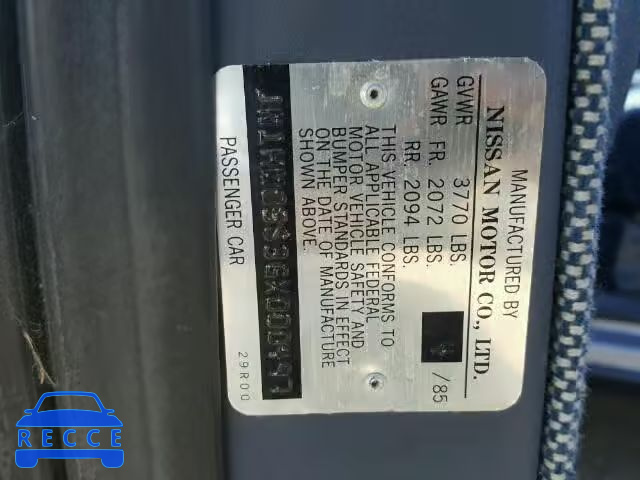 MANUFACTURED BY
NISSAN MOTOR CO., LTD.
GVWR 3770 LBS.
GAWR FR. 2072 LBS.
RR. 2094 LBS.
/85
THIS VEHICLE CONFORMS TO
ALL APPLICABLE FEDERAL
MOTOR VEHICLE SAFETY AND
BUMPER STANDARDS IN EFFECT
ON THE DATE OF MANUFACTURE
SHOWN ABOVE.
PASSENGER CAR
29R00
RECCE